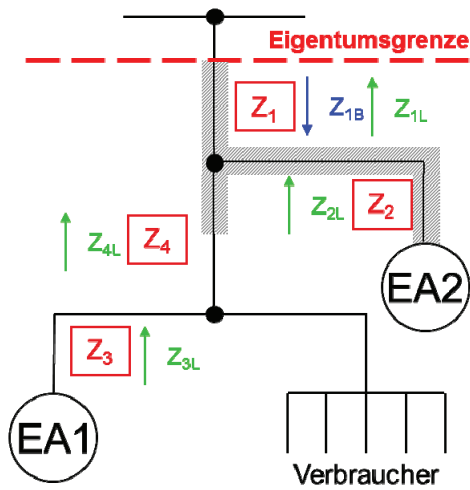 Eigentumsgrenze
Z1 Z1B Z1L
Z2L Z2
Z4L Z4
EA2
Z3 Z3L
EA1
Verbraucher